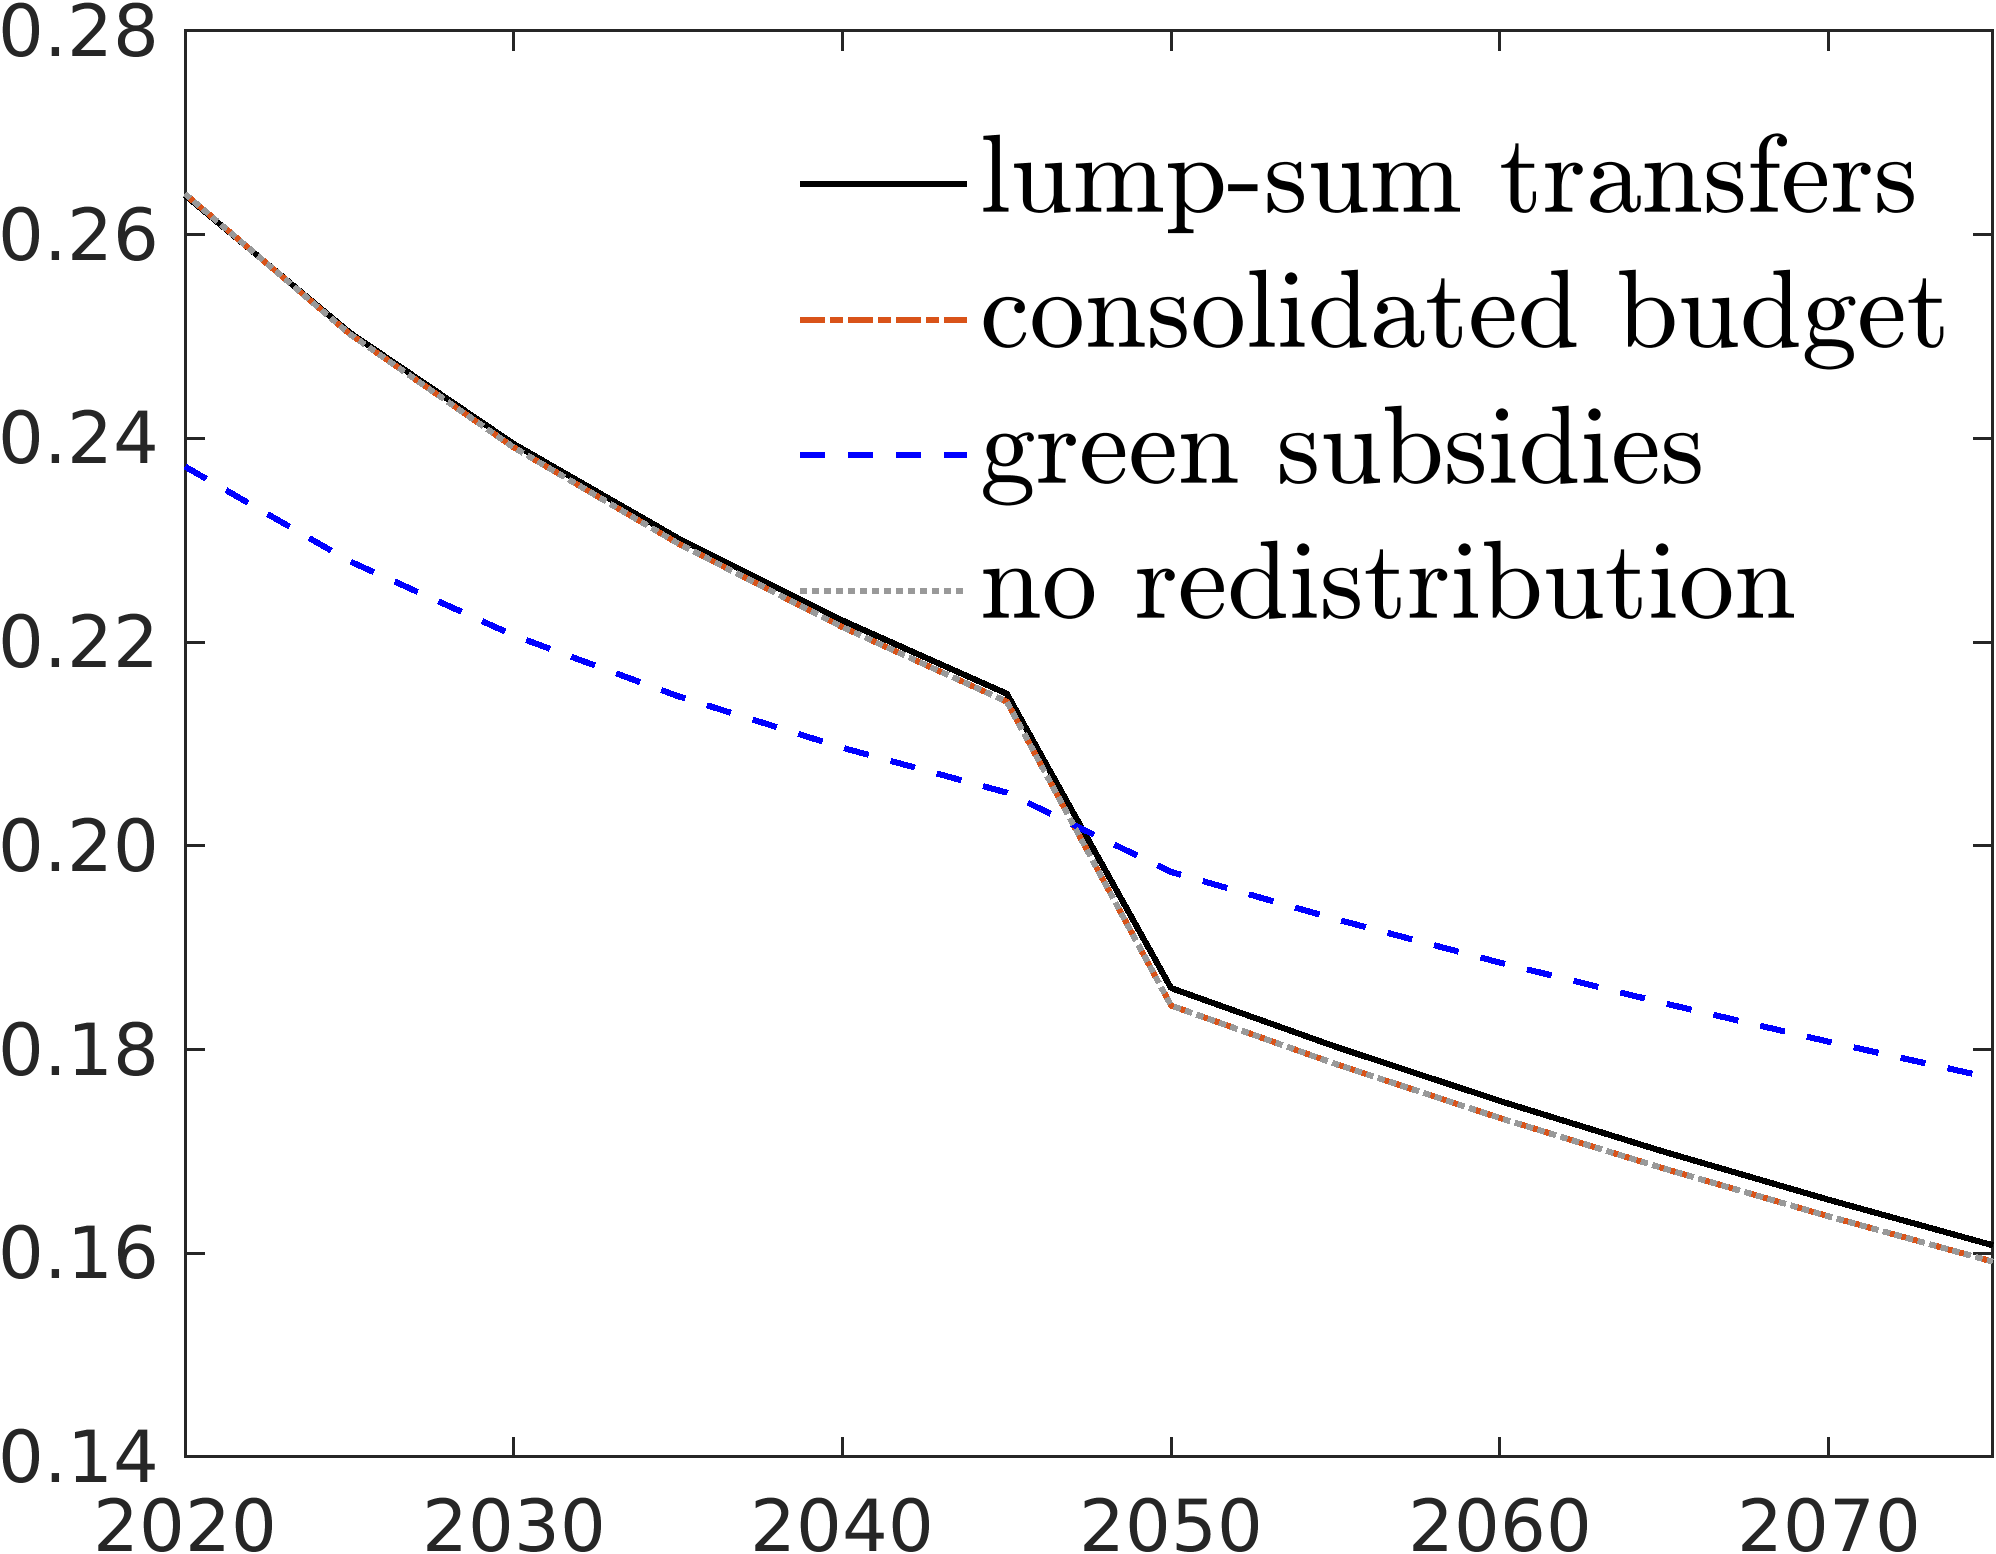 0.28
lump-sum transfers
0.26
consolidated budget
0.24
green subsidies
no redistribution
0.22
0.20
0.18
0.16
0.14
2020 2030 2040 2050 2060 2070